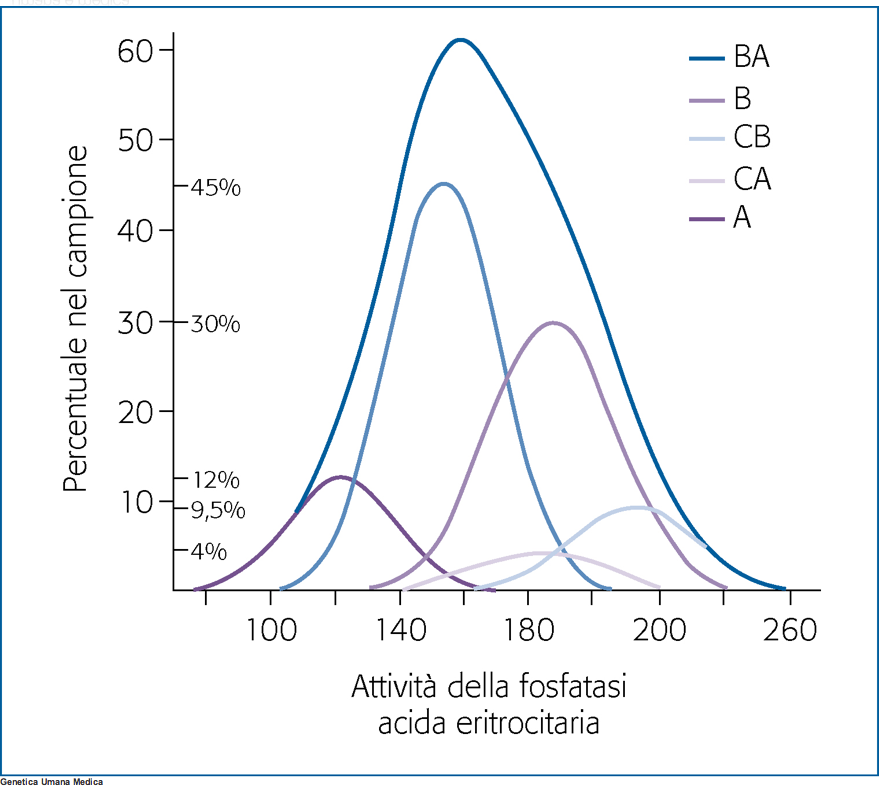 Percentuale nel campione
60
50
40
30
20
10
45%
30%
12%
9,5%
4%
BA
B
CB
CA
A
100 140 180 200 260
Attività della fosfatasi
acida eritrocitaria
Genetica Umana Medica